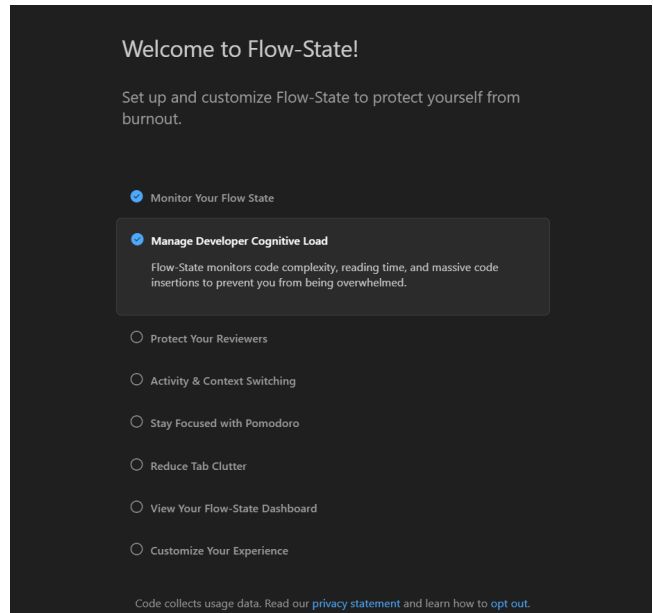 Welcome to Flow-State!
Set up and customize Flow-State to protect yourself from
burnout.
Monitor Your Flow State
Manage Developer Cognitive Load
Flow-State monitors code complexity, reading time, and massive code
insertions to prevent you from being overwhelmed.
Protect Your Reviewers
Activity & Context Switching
Stay Focused with Pomodoro
Reduce Tab Clutter
View Your Flow-State Dashboard
Customize Your Experience
Code collects usage data. Read our privacy statement and learn how to opt out.